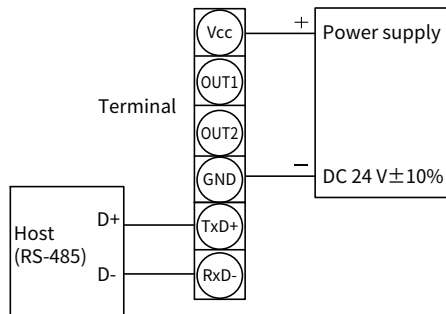 Vcc
+
Power supply
OUT1
Terminal
OUT2
GND
−
DC 24 V±10%
D+
TxD+
Host
(RS-485)
D-
RxD-